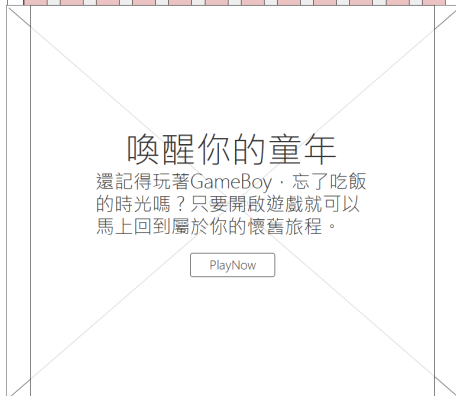 喚醒你的童年
還記得玩著GameBoy，忘了吃飯
的時光嗎？只要開啟遊戲就可以
馬上回到屬於你的懷舊旅程。
PlayNow